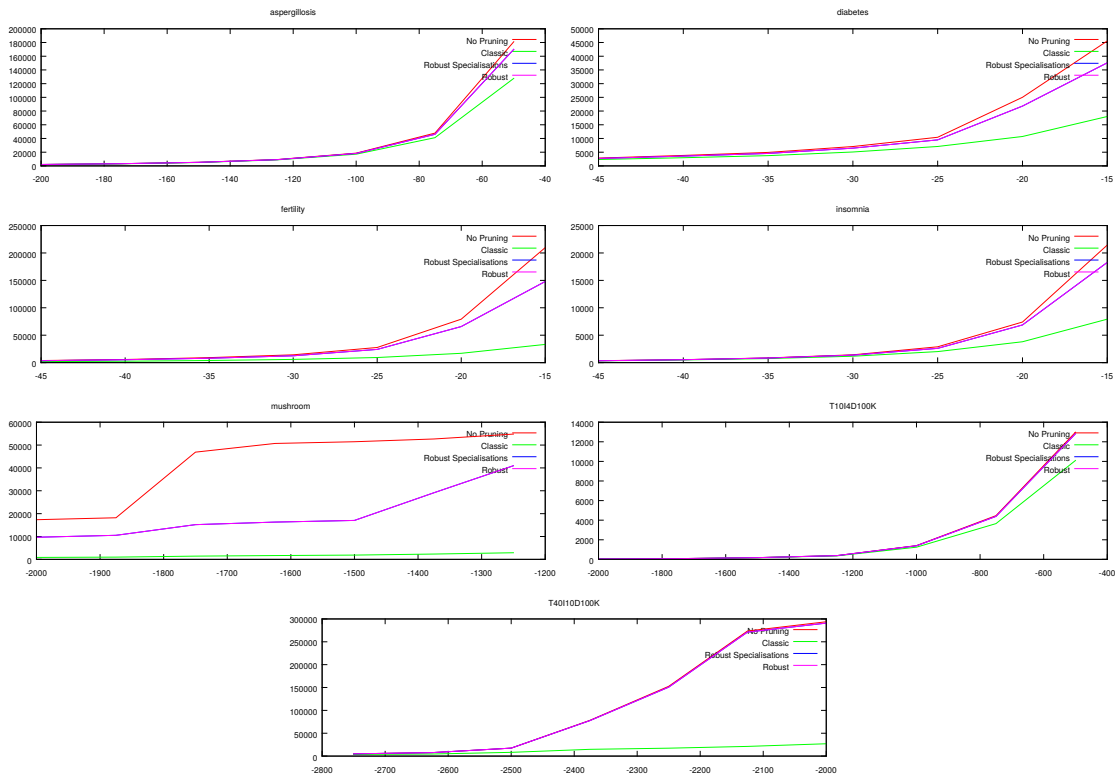 aspergillosis
200000
180000
160000
140000
120000
100000
80000
60000
40000
20000
0
-200 -180 -160 -140 -120 -100 -80 -60 -40
No Pruning
Classic
Robust Specialisations
Robust
diabetes
50000
45000
40000
35000
30000
25000
20000
15000
10000
5000
0
-45 -40 -35 -30 -25 -20 -15
No Pruning
Classic
Robust Specialisations
Robust
fertility
250000
200000
150000
100000
50000
0
-45 -40 -35 -30 -25 -20 -15
No Pruning
Classic
Robust Specialisations
Robust
insomnia
250000
200000
150000
100000
50000
0
-45 -40 -35 -30 -25 -20 -15
No Pruning
Classic
Robust Specialisations
Robust
mushroom
60000
50000
40000
30000
20000
10000
0
-2000 -1900 -1800 -1700 -1600 -1500 -1400 -1300 -1200
No Pruning
Classic
Robust Specialisations
Robust
T10I4D100K
14000
12000
10000
8000
6000
4000
2000
0
-2000 -1800 -1600 -1400 -1200 -1000 -800 -600 -400
No Pruning
Classic
Robust Specialisations
Robust
T40I10D100K
300000
250000
200000
150000
100000
50000
0
-2800 -2700 -2600 -2500 -2400 -2300 -2200 -2100 -2000
No Pruning
Classic
Robust Specialisations
Robust